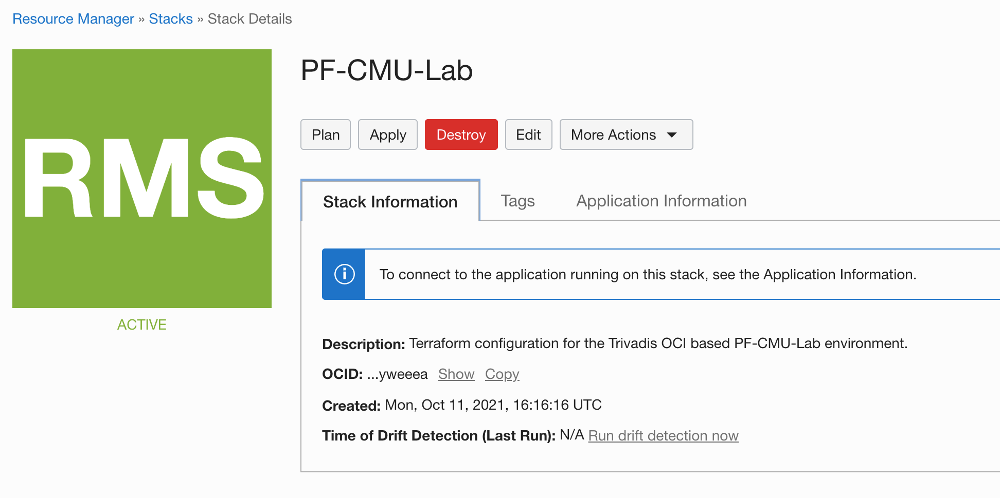 Resource Manager » Stacks » Stack Details
RMS
ACTIVE
PF-CMU-Lab
Plan
Apply
Destroy
Edit
More Actions
Stack Information
Tags
Application Information
To connect to the application running on this stack, see the Application Information.
Description: Terraform configuration for the Trivadis OCI based PF-CMU-Lab environment.
OCID: ...yweeea Show Copy
Created: Mon, Oct 11, 2021, 16:16:16 UTC
Time of Drift Detection (Last Run): N/A Run drift detection now